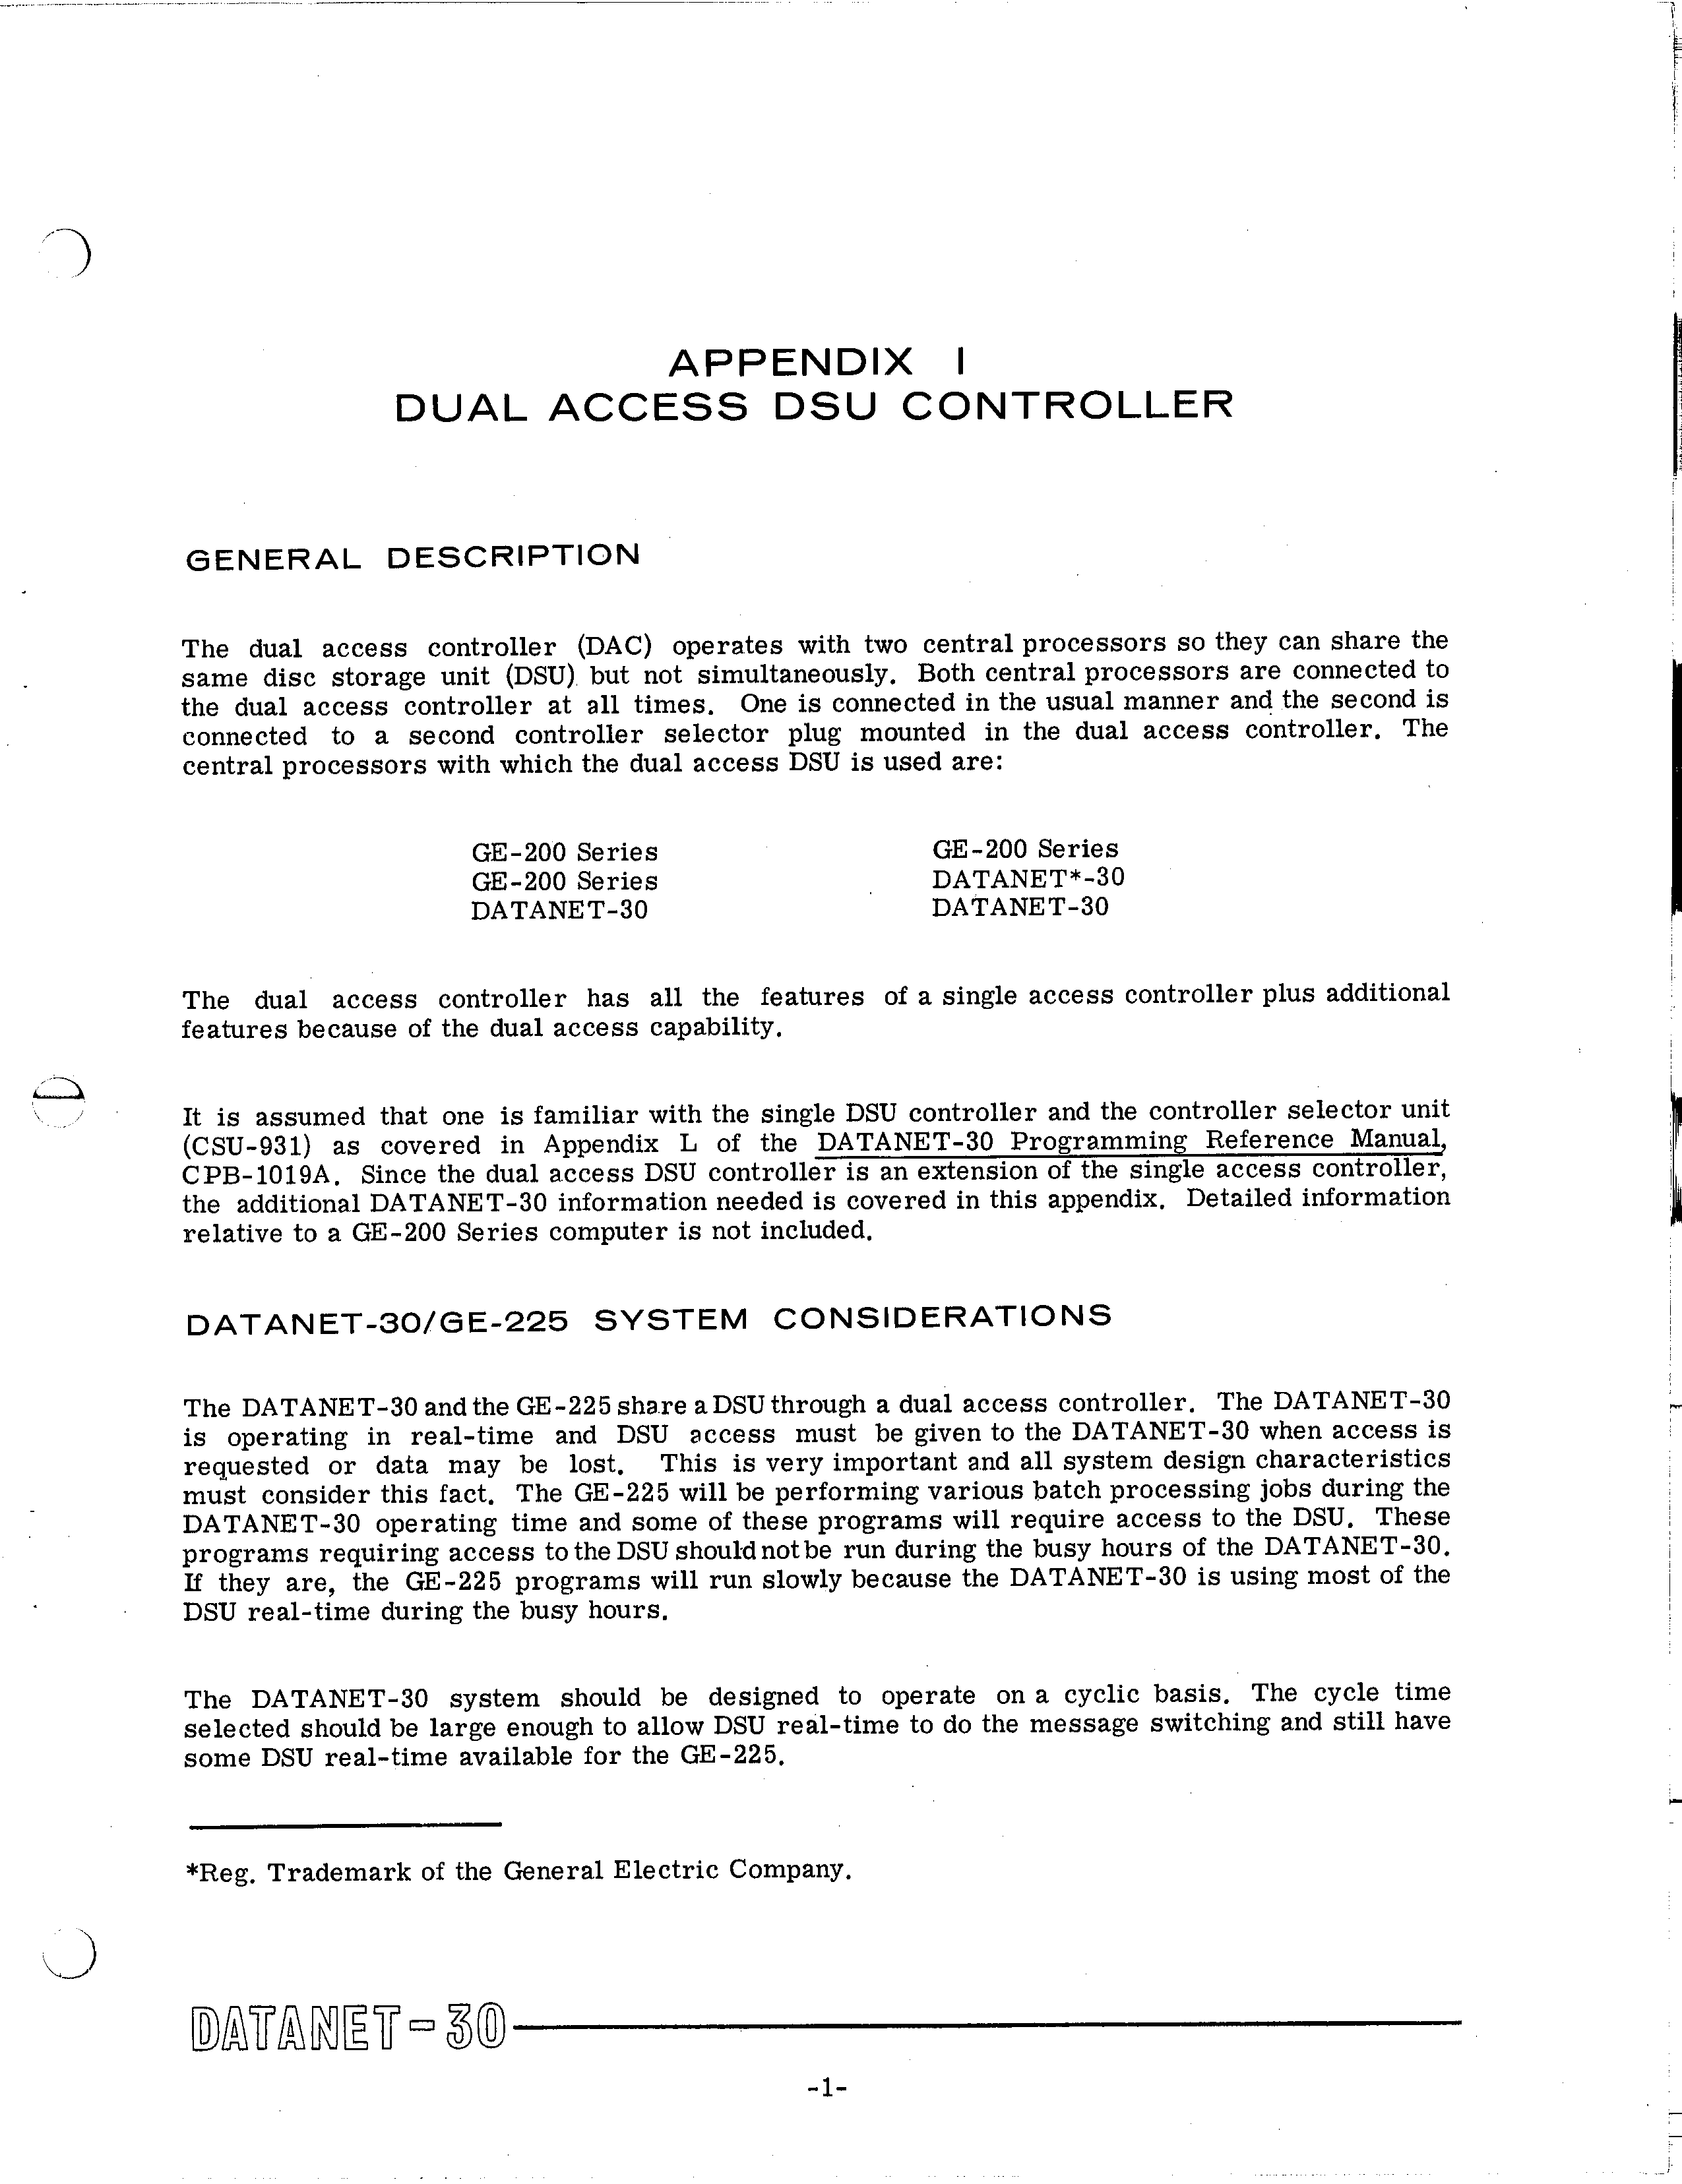 APPENDIX I
DUAL ACCESS DSU CONTROLLER
GENERAL DESCRIPTION
The dual access controller (DAC) operates with two central processors so they can share the
same disc storage unit (DSU) but not simultaneously. Both central processors are connected to
the dual access controller at all times. One is connected in the usual manner and the second is
connected to a second controller selector plug mounted in the dual access controller. The
central processors with which the dual access DSU is used are:
GE-200 Series GE-200 Series
GE-200 Series DATANET*-30
DATANET-30 DATANET-30
The dual access controller has all the features of a single access controller plus additional
features because of the dual access capability.
It is assumed that one is familiar with the single DSU controller and the controller selector unit
(CSU-931) as covered in Appendix L of the DATANET-30 Programming Reference Manual,
CPB-1019A. Since the dual access DSU controller is an extension of the single access controller,
the additional DATANET-30 information needed is covered in this appendix. Detailed information
relative to a GE-200 Series computer is not included.
DATANET-30/GE-225 SYSTEM CONSIDERATIONS
The DATANET-30 and the GE-225 share a DSU through a dual access controller. The DATANET-30
is operating in real-time and DSU access must be given to the DATANET-30 when access is
requested or data may be lost. This is very important and all system design characteristics
must consider this fact. The GE-225 will be performing various batch processing jobs during the
DATANET-30 operating time and some of these programs will require access to the DSU. These
programs requiring access to the DSU should not be run during the busy hours of the DATANET-30.
If they are, the GE-225 programs will run slowly because the DATANET-30 is using most of the
DSU real-time during the busy hours.
The DATANET-30 system should be designed to operate on a cyclic basis. The cycle time
selected should be large enough to allow DSU real-time to do the message switching and still have
some DSU real-time available for the GE-225.
*Reg. Trademark of the General Electric Company.
DATANET-30
-1-